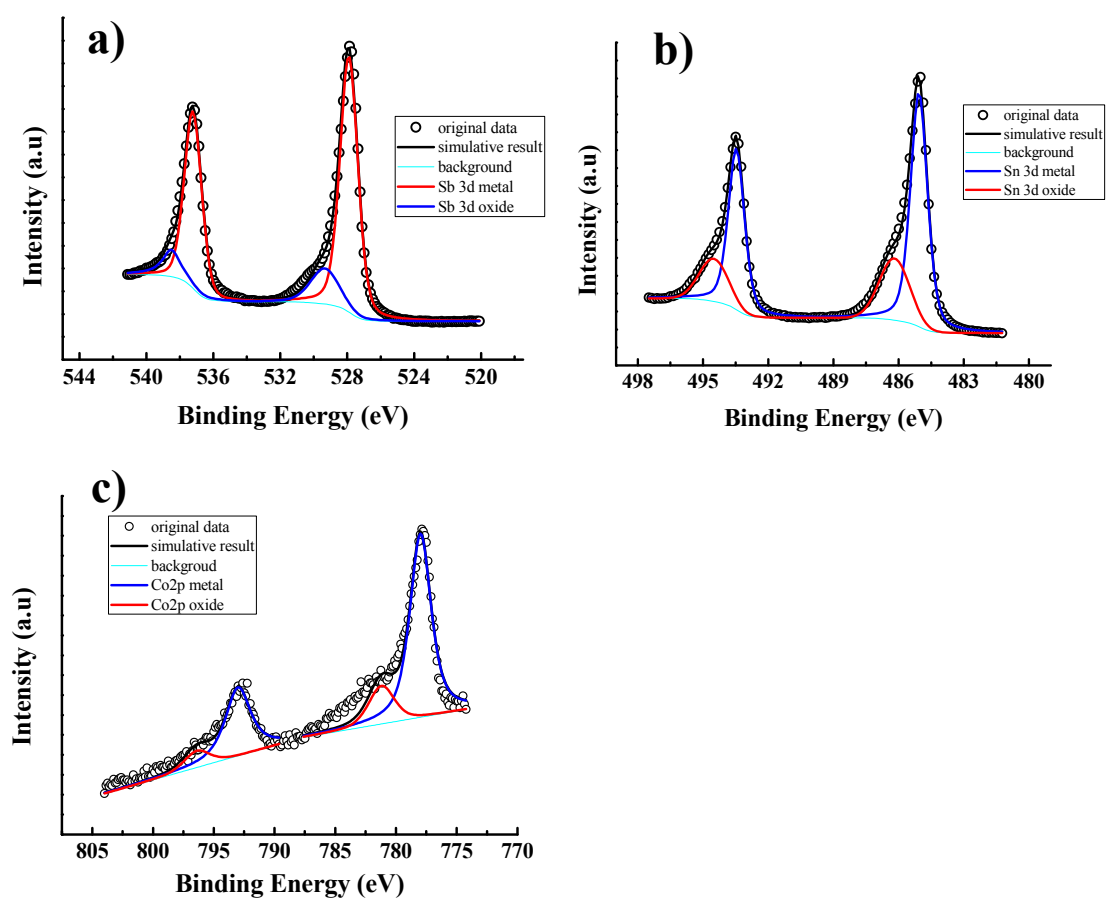 a)
original data
simulative result
background
Sb 3d metal
Sb 3d oxide
Intensity (a.u)
544 540 536 532 528 524 520
Binding Energy (eV)
b)
original data
simulative result
background
Sn 3d metal
Sn 3d oxide
Intensity (a.u)
498 495 492 489 486 483 480
Binding Energy (eV)
c)
original data
simulative result
backgroud
Co2p metal
Co2p oxide
Intensity (a.u)
805 800 795 790 785 780 775 770
Binding Energy (eV)